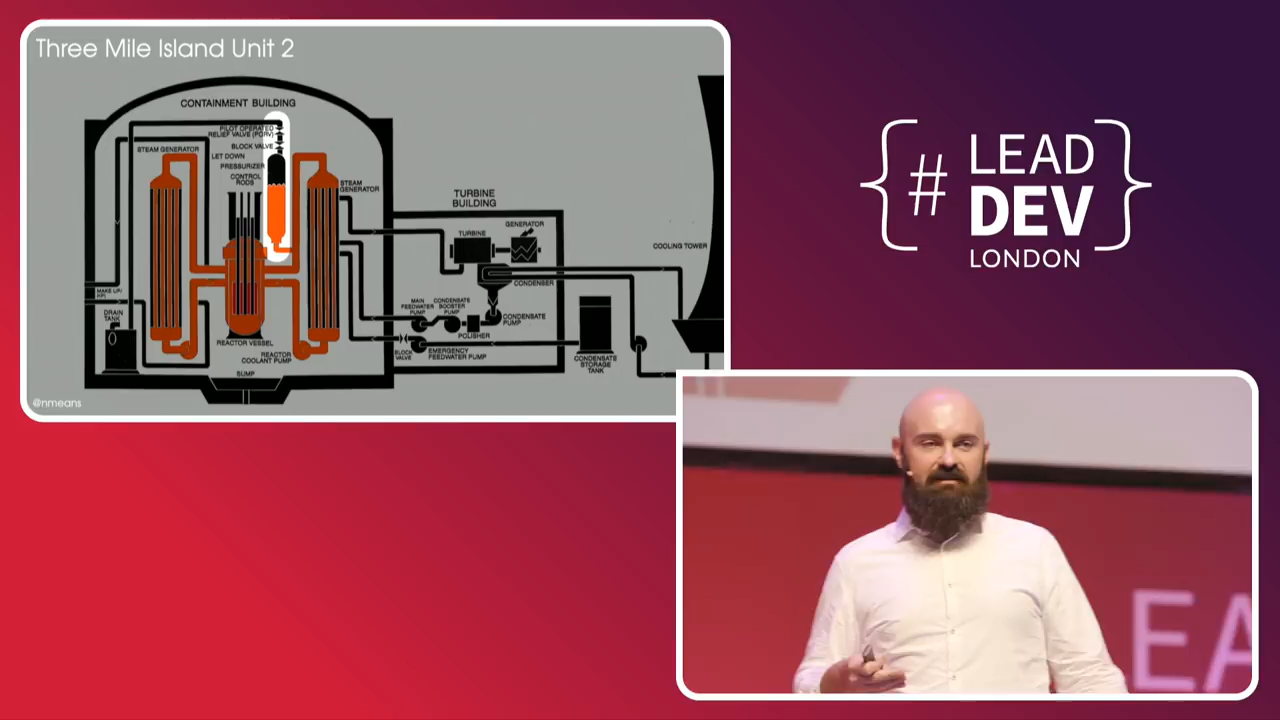 Three Mile Island Unit 2
CONTAINMENT BUILDING
PILOT OPERATED
RELIEF VALVE (PORV)
BLOCK VALVE
STEAM GENERATOR
LET DOWN
PRESSURIZER
CONTROL
RODS
STEAM
GENERATOR
TURBINE
BUILDING
GENERATOR
TURBINE
COOLING TOWER
CONDENSER
MAKE UP/
HPI
DRAIN
TANK
MAIN
FEEDWATER
PUMP
CONDENSATE
BOOSTER
PUMP
CONDENSATE
PUMP
POLISHER
REACTOR VESSEL
REACTOR
COOLANT PUMP
BLOCK
VALVE
EMERGENCY
FEEDWATER PUMP
CONDENSATE
STORAGE
TANK
SUMP
@nmeans
{# LEAD
DEV}
LONDON
EA